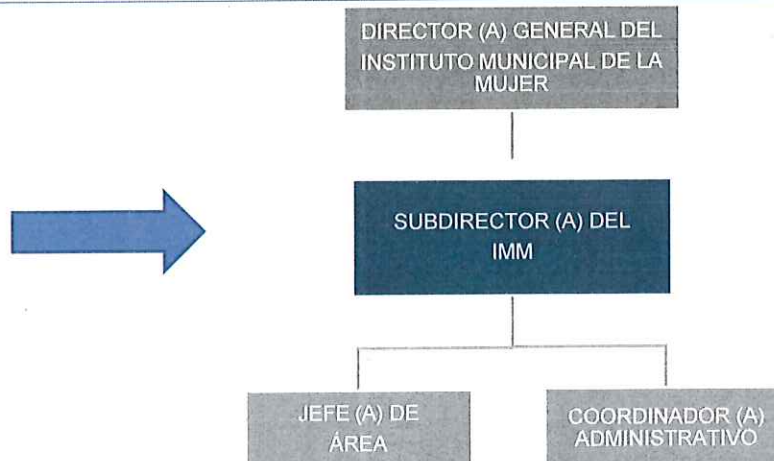 DIRECTOR (A) GENERAL DEL
INSTITUTO MUNICIPAL DE LA
MUJER
SUBDIRECTOR (A) DEL
IMM
JEFE (A) DE
ÁREA
COORDINADOR (A)
ADMINISTRATIVO